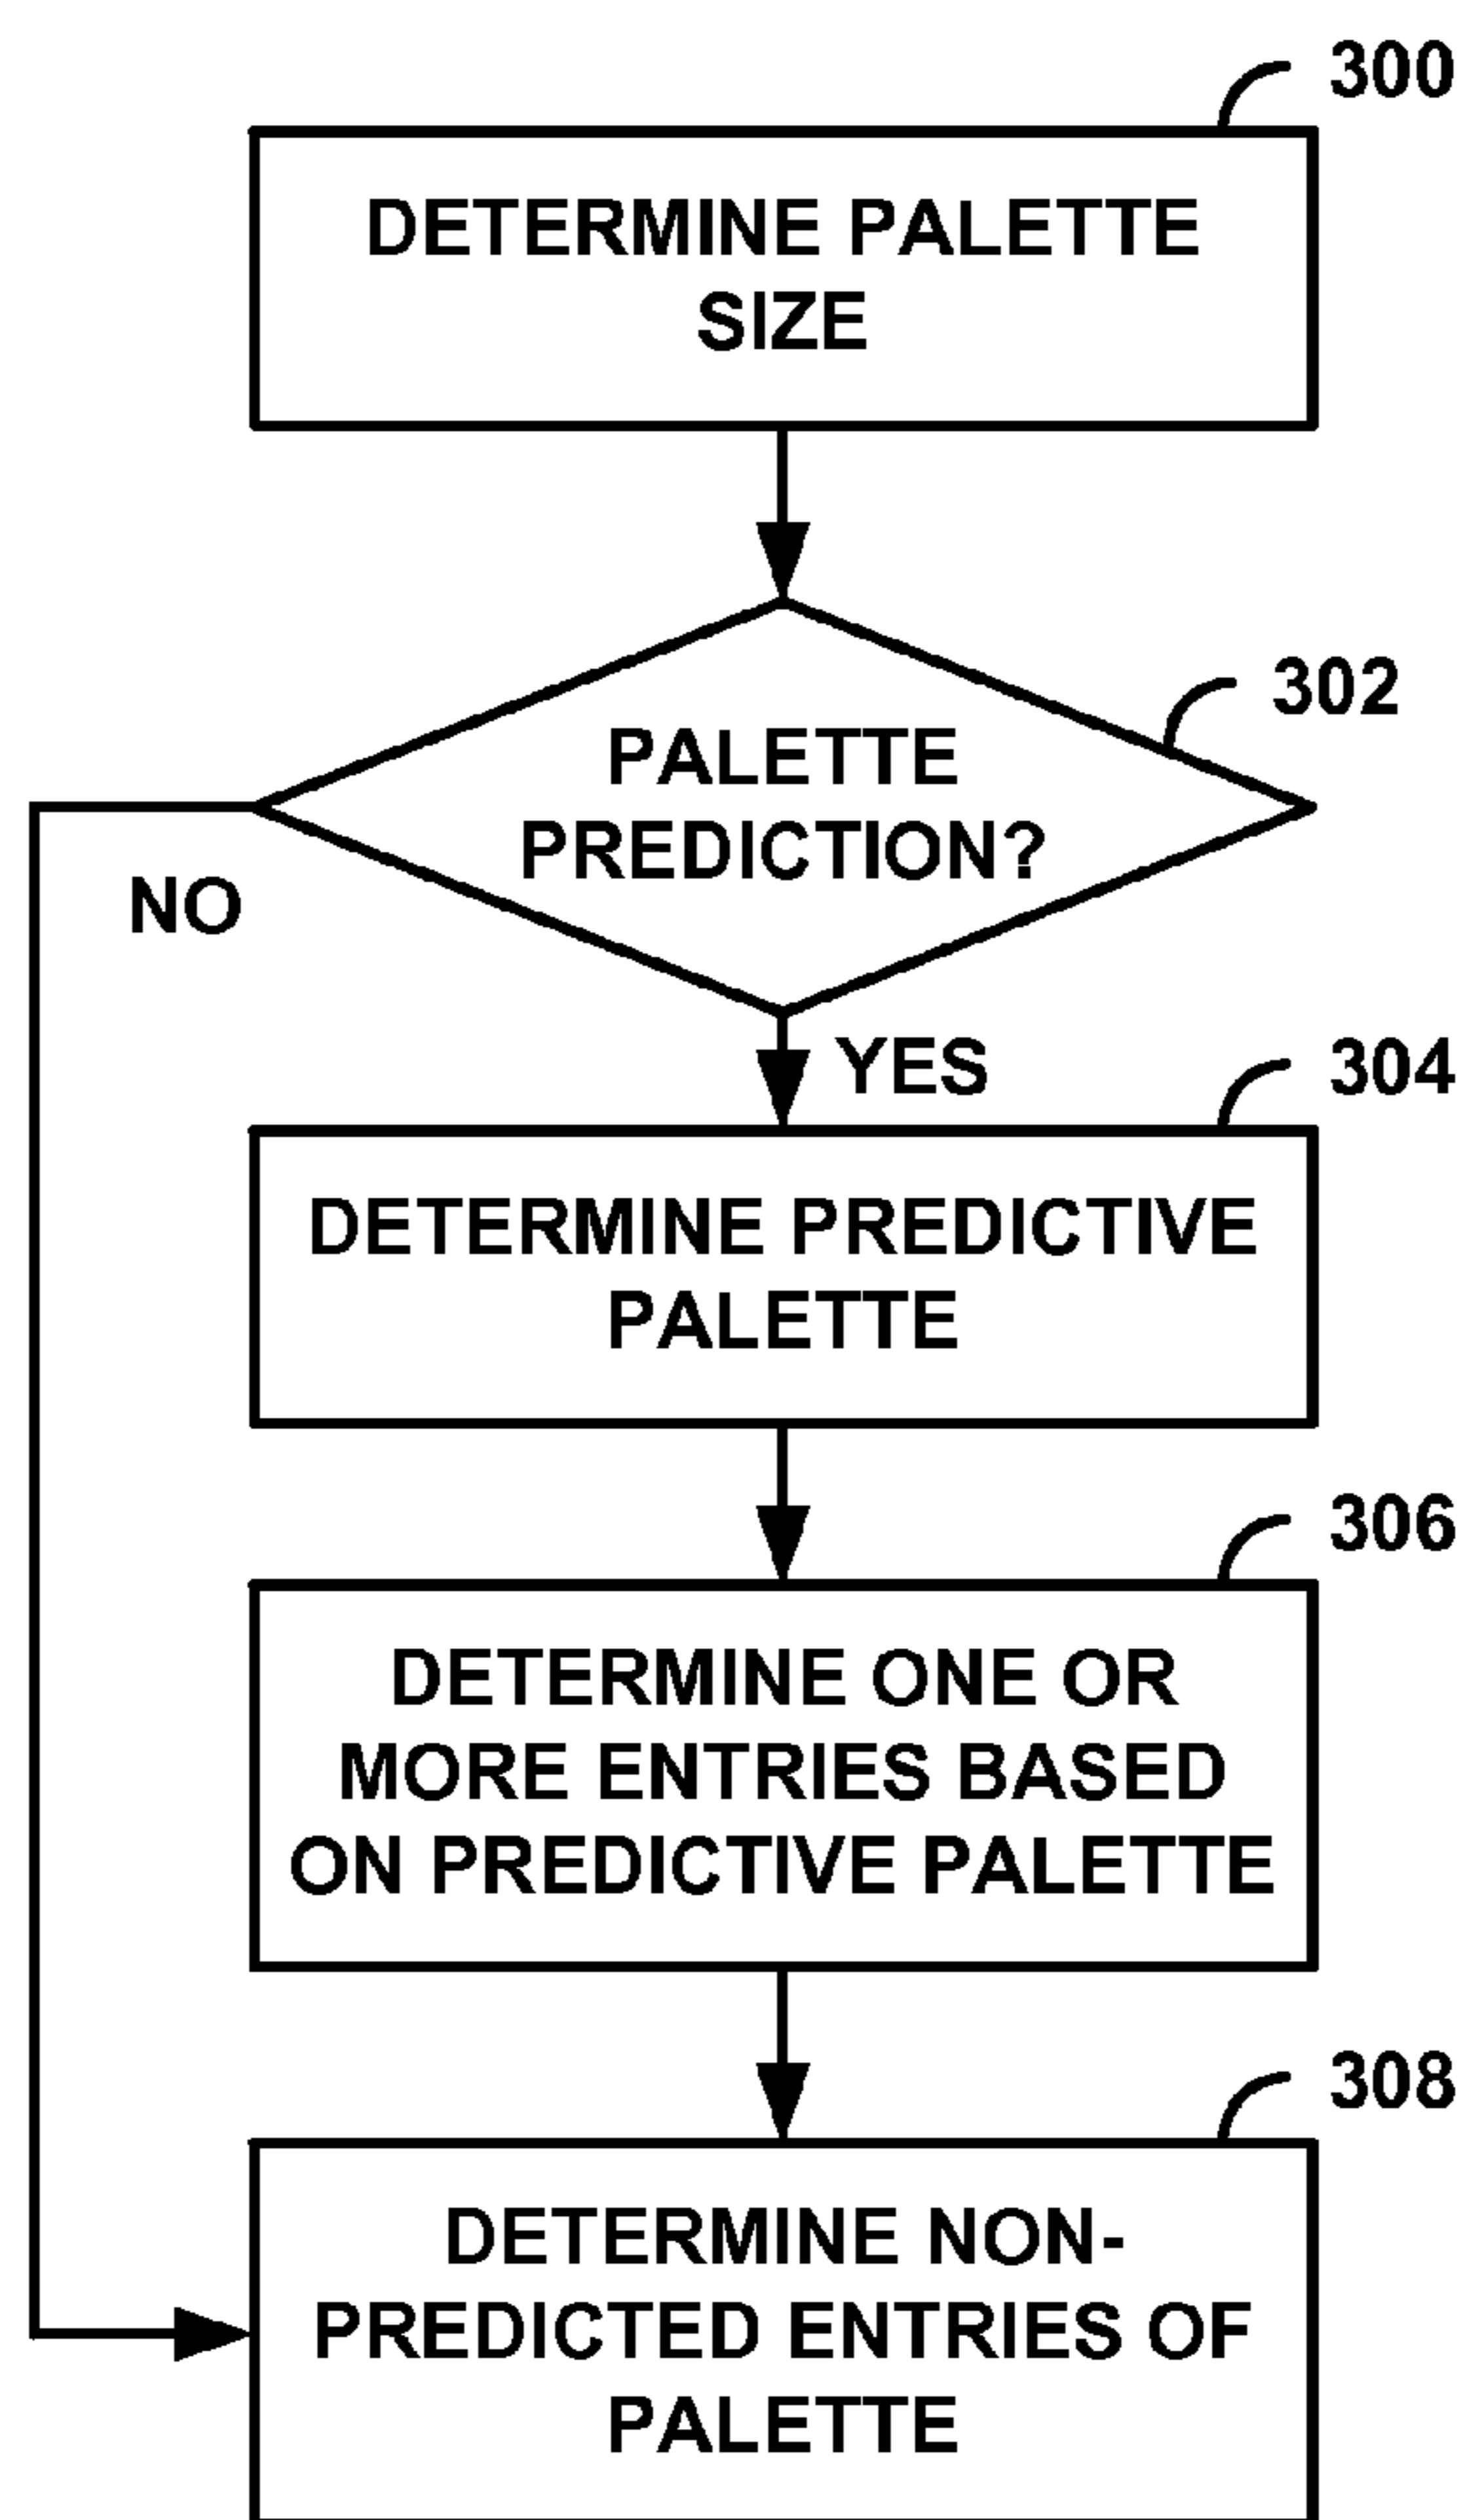 300
DETERMINE PALETTE
SIZE
302
PALETTE
PREDICTION?
NO
YES
304
DETERMINE PREDICTIVE
PALETTE
306
DETERMINE ONE OR
MORE ENTRIES BASED
ON PREDICTIVE PALETTE
308
DETERMINE NON-
PREDICTED ENTRIES OF
PALETTE